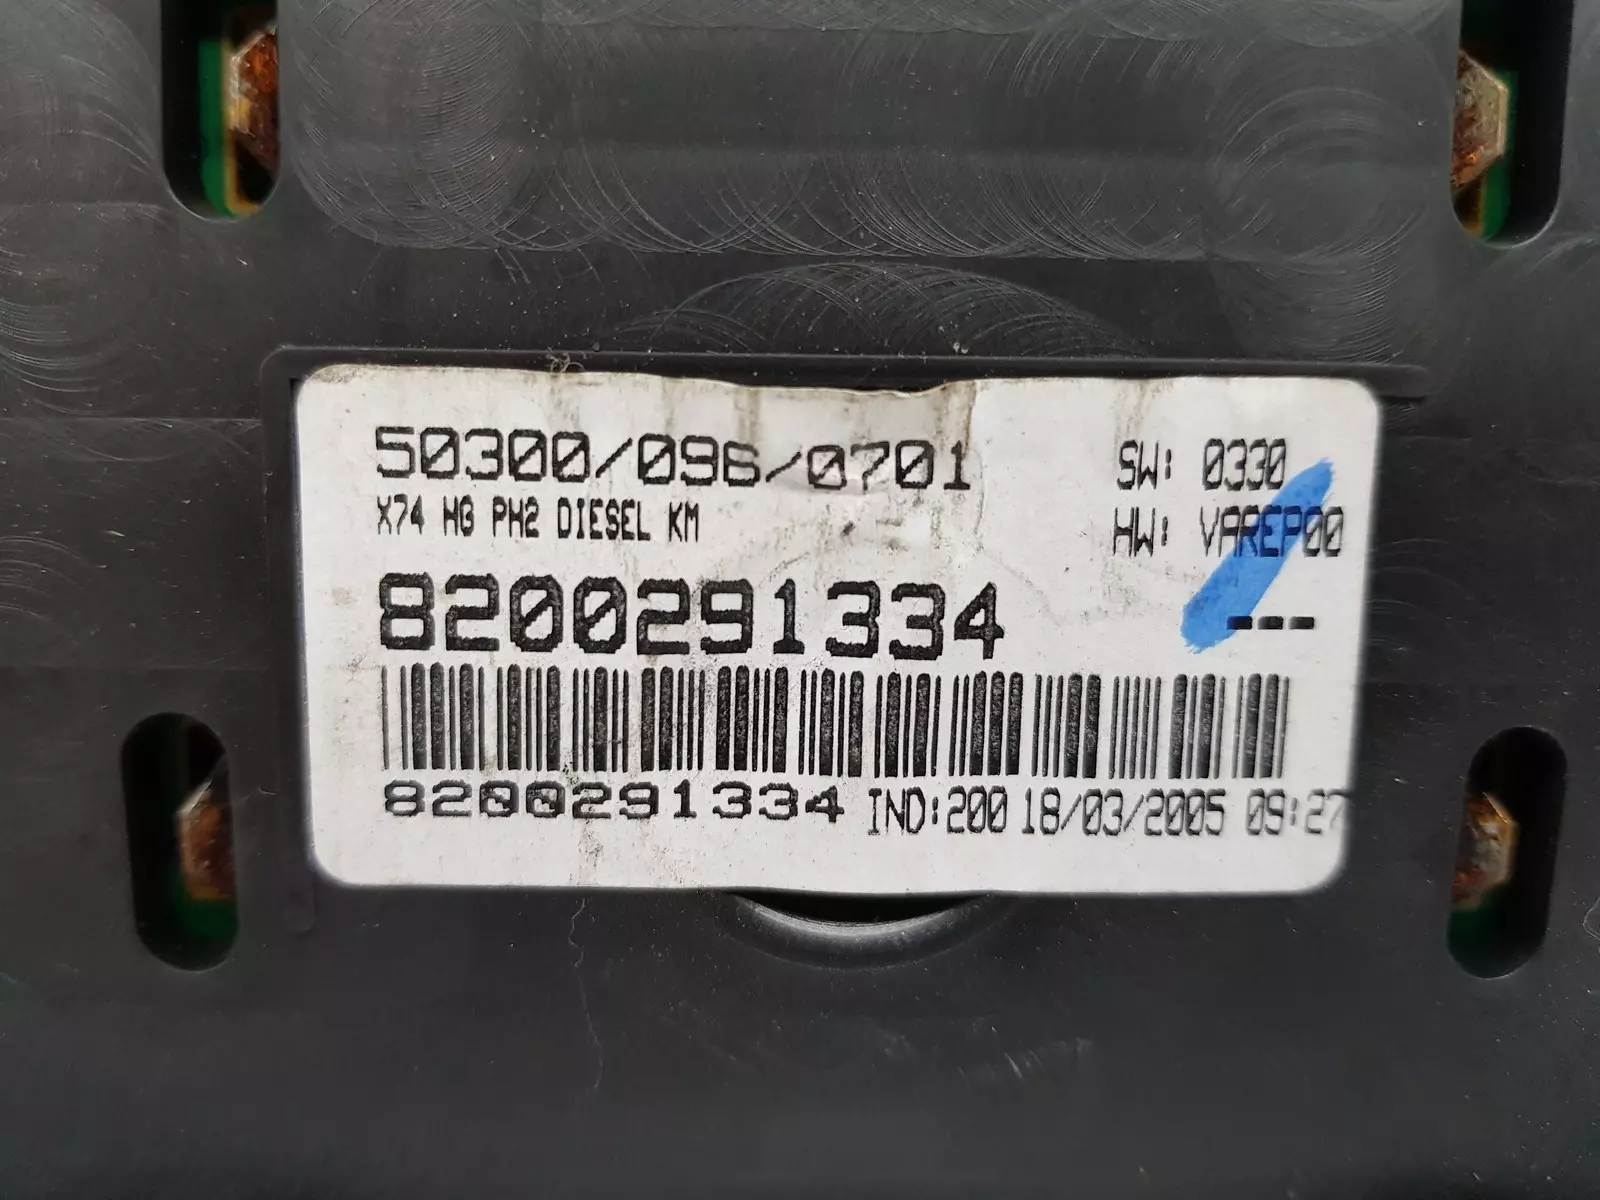 50300/096/0701
SW: 0330
X74 HG PH2 DIESEL KM
HW: VAREP00
8200291334
---
8200291334 IND:200 18/03/2005 09:27